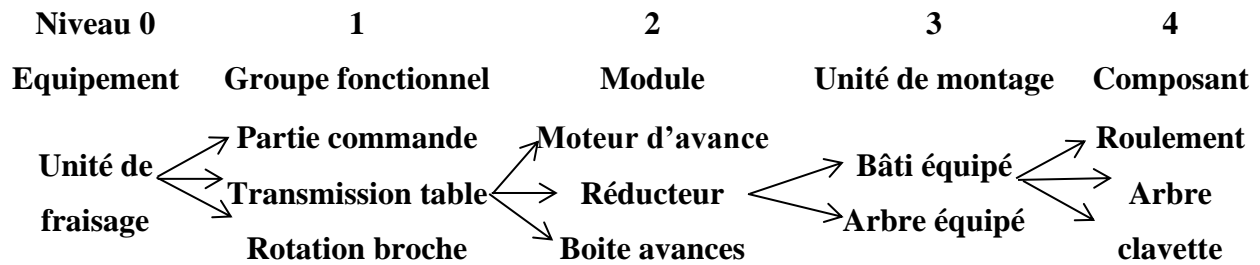 Niveau 0 1 2 3 4
Equipement Groupe fonctionnel Module Unité de montage Composant
Partie commande Moteur d’avance Roulement
Unité de Bâti équipé
Transmission table Réducteur Arbre
fraisage Arbre équipé
Rotation broche Boite avances clavette